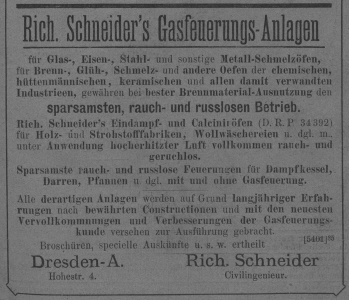 Rich. Schneider's Gasfeuerungs-Anlagen
für Glas-, Eisen-, Stahl- und sonstige Metall-Schmelzöfen,
für Brenn-, Glüh-, Schmelz- und andere Oefen der chemischen,
hüttenmännischen, keramischen und allen damit verwandten
Industrieen, gewähren bei bester Brennmaterial-Ausnutzung den
sparsamsten, rauch- und russlosen Betrieb.
Rich. Schneider's Eindampf- und Calciniröfen (D. R. P. 34392)
für Holz- und Strohstofffabriken, Wollwäschereien u. dgl. m.
unter Anwendung hocherhitzter Luft vollkommen rauch- und
geruchlos.
Sparsamste rauch- und russlose Feuerungen für Dampfkessel,
Darren, Pfannen u. dgl. mit und ohne Gasfeuerung.
Alle derartigen Anlagen werden auf Grund langjähriger Erfah-
rungen nach bewährten Constructionen und mit den neuesten
Vervollkommnungen und Verbesserungen der Gasfeuerungs-
kunde versehen zur Ausführung gebracht.
Broschüren, specielle Auskünfte u. s. w. ertheilt
Dresden-A. Rich. Schneider
Hohestr. 4. Civilingenieur.